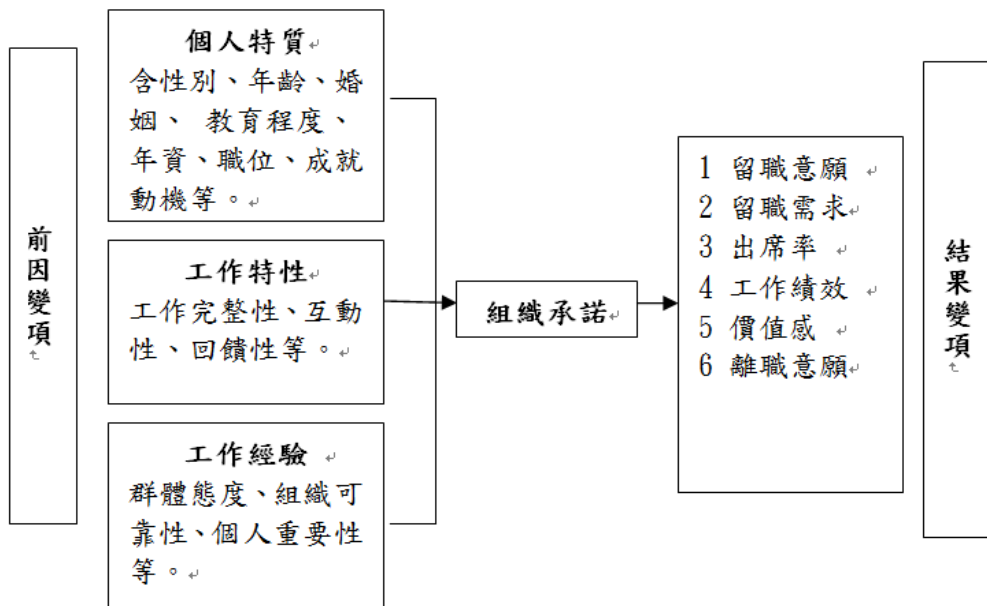 前因變項
個人特質
含性別、年齡、婚
姻、 教育程度、
年資、職位、成就
動機等。
工作特性
工作完整性、互動
性、回饋性等。
工作經驗
群體態度、組織可
靠性、個人重要性
等。
組織承諾
1 留職意願
2 留職需求
3 出席率
4 工作績效
5 價值感
6 離職意願
結果變項